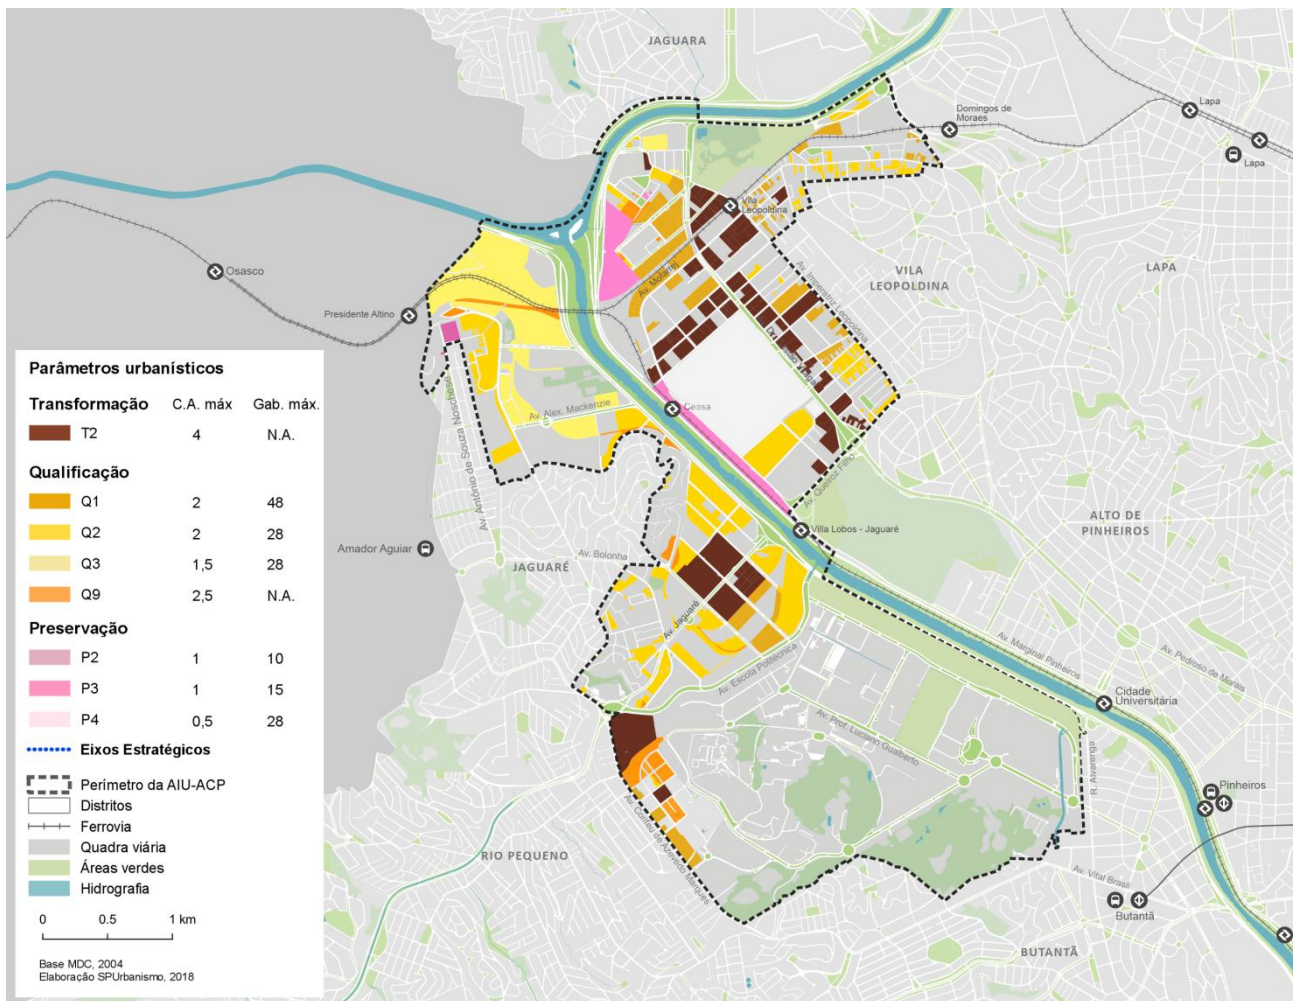 JAGUARA
Domingos de
Moraes
Lapa
Lapa
Vila
Leopoldina
Osasco
Av. Mofarrej
VILA
LEOPOLDINA
LAPA
Av. Imperatriz Leopoldina
Presidente Altino
Parâmetros urbanísticos
Transformação C.A. máx Gab. máx.
T2 4 N.A.
Qualificação
Q1 2 48
Q2 2 28
Q3 1,5 28
Q9 2,5 N.A.
Preservação
P2 1 10
P3 1 15
P4 0,5 28
Eixos Estratégicos
Perímetro da AIU-ACP
Distritos
Ferrovia
Quadra viária
Áreas verdes
Hidrografia
0 0.5 1 km
Base MDC, 2004
Elaboração SPUrbanismo, 2018
Av. Alex. Mackenzie
Ceasa
Av. Antônio de Souza Noschese
Av. Queiroz Filho
ALTO DE
PINHEIROS
Villa Lobos - Jaguaré
Amador Aguiar
Av. Bolonha
JAGUARÉ
Av. Jaguaré
Av. Escola Politécnica
Av. Marginal Pinheiros
Av. Pedroso de Morais
Cidade
Universitária
Av. Prof. Luciano Gualberto
R. Alvarenga
Pinheiros
Av. Corifeu de Azevedo Marques
RIO PEQUENO
Av. Vital Brasil
Butantã
BUTANTÃ